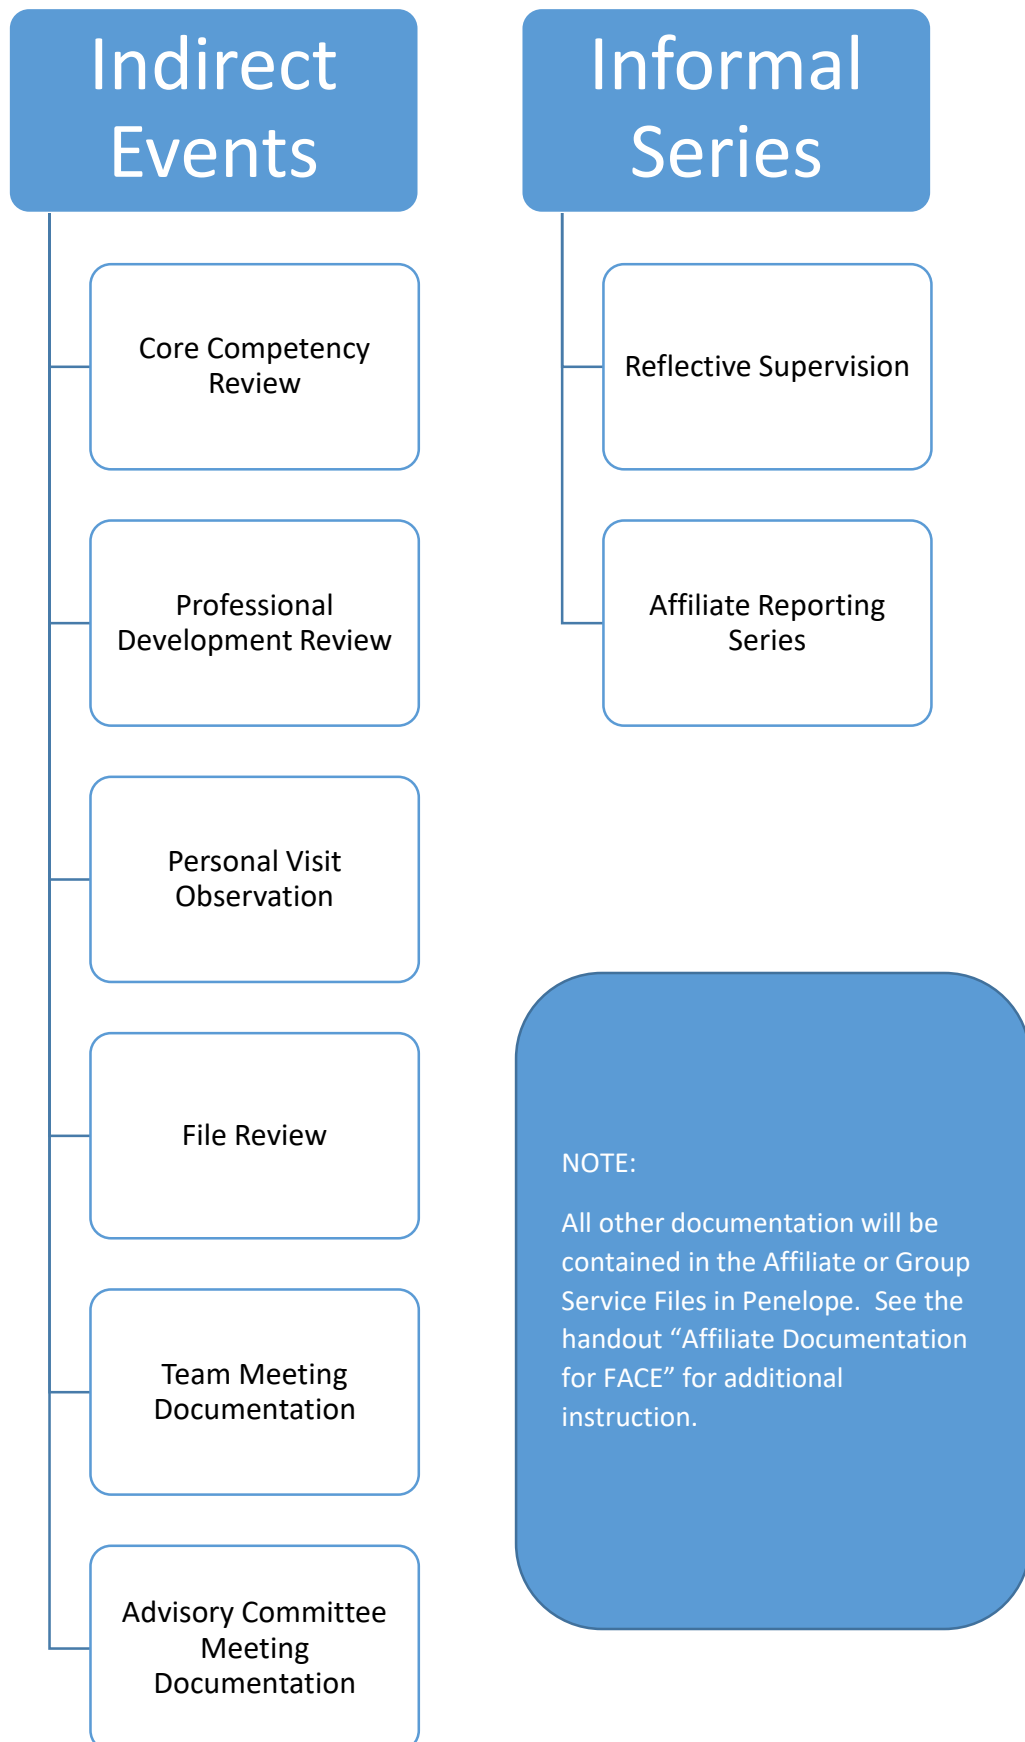 Indirect
Events
Core Competency
Review
Professional
Development Review
Personal Visit
Observation
File Review
Team Meeting
Documentation
Advisory Committee
Meeting
Documentation
Informal
Series
Reflective Supervision
Affiliate Reporting
Series
NOTE:
All other documentation will be
contained in the Affiliate or Group
Service Files in Penelope.  See the
handout “Affiliate Documentation
for FACE” for additional
instruction.